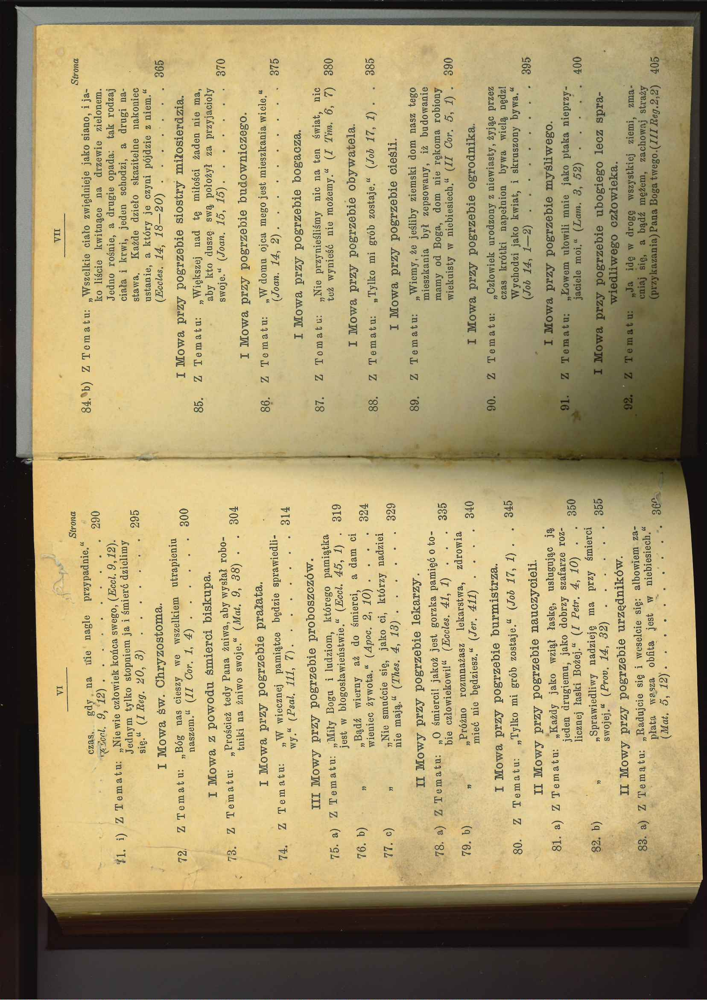 VI
Strona
czas, gdy na nie nagle przypadnie.“
(Eccl. 9, 12) . . . . . . . . 290
71. i) Z Tematu: „Nie wie człowiek końca swego, (Eccl. 9, 12).
Jednym tylko stopniem ja i śmierć dzielimy
się.“ (I Reg. 20, 3) . . . . . . 295
I Mowa św. Chryzostoma.
72. Z Tematu: „Bóg nas cieszy we wszelkiem utrapieniu
naszem.“ (II Cor. 1, 4) . . . . . 300
I Mowa z powodu śmierci biskupa.
73. Z Tematu: „Proścież tedy Pana żniwa, aby wysłał robo-
tniki na żniwo swoje.“ (Mat. 9, 38) . . 304
I Mowa przy pogrzebie prałata.
74. Z Tematu: „W wiecznej pamiątce będzie sprawiedli-
wy.“ (Psal. 111, 7) . . . . . . . 314
III Mowy przy pogrzebie proboszczów.
75. a) Z Tematu: „Miły Bogu i ludziom, którego pamiątka
jest w błogosławieństwie.“ (Eccl. 45, 1) . 319
76. b) „ „Bądź wierny aż do śmierci, a dam ci
wieniec żywota.“ (Apoc. 2, 10) . . . . 324
77. c) „ „Nie smućcie się, jako ci, którzy nadziei
nie mają.“ (Thes. 4, 13) . . . . . 329
II Mowy przy pogrzebie lekarzy.
78. a) Z Tematu: „O śmierci! jakoż jest gorzka pamięć o to-
bie człowiekowi!“ (Eccles. 41, 1) . . . 335
79. b) „ „Próżno rozmnażasz lekarstwa, zdrowia
mieć nie będziesz.“ (Jer. 411) . . . . 340
I Mowa przy pogrzebie burmistrza.
80. Z Tematu: „Tylko mi grób zostaje.“ (Job 17, 1) . . 345
II Mowy przy pogrzebie nauczycieli.
81. a) Z Tematu: „Każdy jako wziął łaskę, usługując ją
jeden drugiemu, jako dobrzy szafarze roz-
licznej łaski Bożej.“ (I Petr. 4, 10) . . 350
82. b) „ „Sprawiedliwy nadzieję ma przy śmierci
swojej.“ (Prov. 14, 32) . . . . . . 355
II Mowy przy pogrzebie urzędników.
83. a) Z Tematu: „Radujcie się i weselcie się: albowiem za-
płata wasza obfita jest w niebiesiech.“
(Mat. 5, 12) . . . . . . . . . 360
VII
Strona
84. b) Z Tematu: „Wszelkie ciało zwiędnieje jako siano, i ja-
ko liście kwitnące na drzewie zielonem.
Jedno rośnie, a drugie opada: tak rodzaj
ciała i krwi, jeden schodzi, a drugi na-
stawa. Każde dzieło skazitelne nakoniec
ustanie, a który je czyni pójdzie z niem.“
(Eccles. 14, 18—20) . . . . . . . 365
I Mowa przy pogrzebie siostry miłosierdzia.
85. Z Tematu: „Większej nad tę miłości żaden nie ma,
aby kto duszę swą położył za przyjacioły
swoje.“ (Joan. 15, 15) . . . . . . 370
I Mowa przy pogrzebie budowniczego.
86. Z Tematu: „W domu ojca mego jest mieszkania wiele.“
(Joan. 14, 2) . . . . . . . . . 375
I Mowa przy pogrzebie bogacza.
87. Z Tomatu: „Nie przynieśliśmy nic na ten świat, nic
też wynieść nie możemy.“ (I Tim. 6, 7) 380
I Mowa przy pogrzebie obywatela.
88. Z Tematu: „Tylko mi grób zostaje.“ (Job 17, 1) . . 385
I Mowa przy pogrzebie cieśli.
89. Z Tematu: „Wiemy, że jeśliby ziemski dom nasz tego
mieszkania był zepsowany, iż budowanie
mamy od Boga, dom nie rękoma robiony
wiekuisty w niebiesiech.“ (II Cor. 5, 1) . 390
I Mowa przy pogrzebie ogrodnika.
90. Z Tematu: „Człowiek urodzony z niewiasty, żyjąc przez
czas krótki napełnion bywa wielą nędz!
Wychodzi jako kwiat, i skruszony bywa.“
(Job 14, 1—2) . . . . . . . . 395
I Mowa przy pogrzebie myśliwego.
91. Z Tematu: „Łowem ułowili mnie jako ptaka nieprzy-
jaciele moi.“ (Lam. 3, 52) . . . . . 400
I Mowa przy pogrzebie ubogiego lecz spra-
wiedliwego człowieka.
92. Z Tematu: „Ja idę w drogę wszystkiej ziemi, zma-
cniaj się, a bądź mężem, zachowaj straży
(przykazania) Pana Boga twego. (III Reg. 2, 2) 405